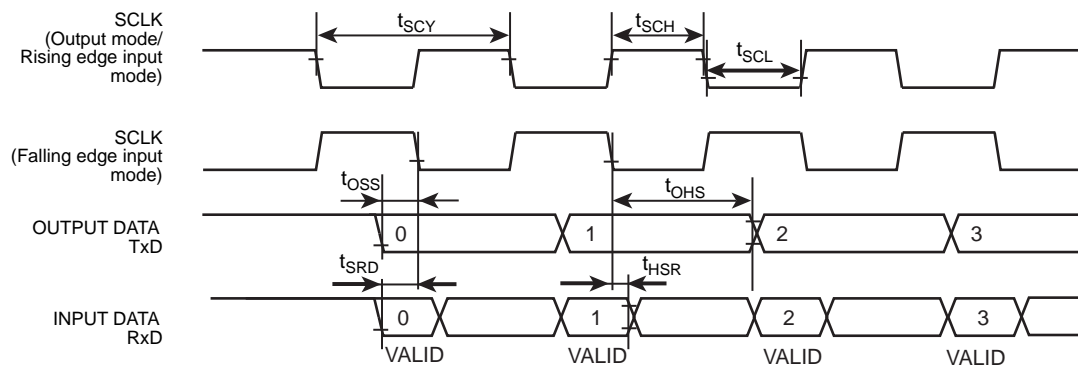 SCLK
(Output mode/
Rising edge input
mode)
tSCY
tSCH
tSCL
SCLK
(Falling edge input
mode)
tOSS
tOHS
OUTPUT DATA
TxD
0
1
2
3
tSRD
tHSR
INPUT DATA
RxD
0
1
2
3
VALID
VALID
VALID
VALID